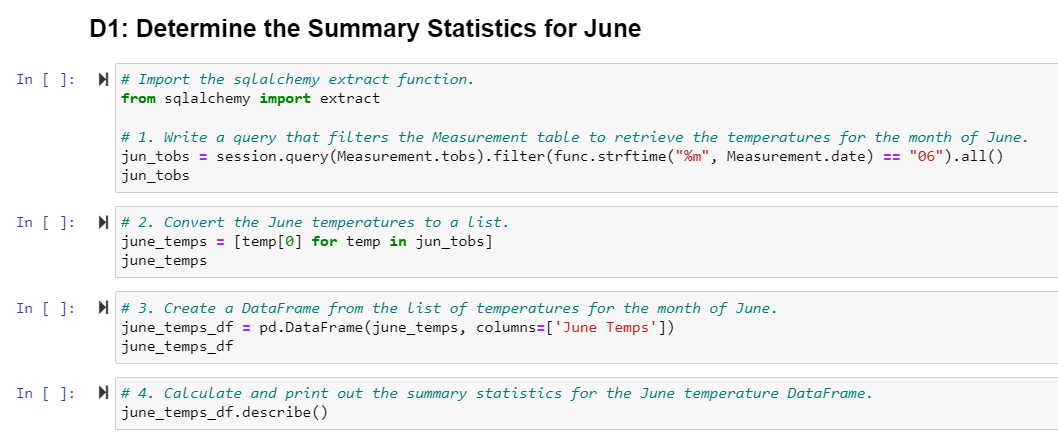 D1: Determine the Summary Statistics for June
In [ ]:
# Import the sqlalchemy extract function.
from sqlalchemy import extract
# 1. Write a query that filters the Measurement table to retrieve the temperatures for the month of June.
jun_tobs = session.query(Measurement.tobs).filter(func.strftime("%m", Measurement.date) == "06").all()
jun_tobs
In [ ]:
# 2. Convert the June temperatures to a list.
june_temps = [temp[0] for temp in jun_tobs]
june_temps
In [ ]:
# 3. Create a DataFrame from the list of temperatures for the month of June.
june_temps_df = pd.DataFrame(june_temps, columns=['June Temps'])
june_temps_df
In [ ]:
# 4. Calculate and print out the summary statistics for the June temperature DataFrame.
june_temps_df.describe()